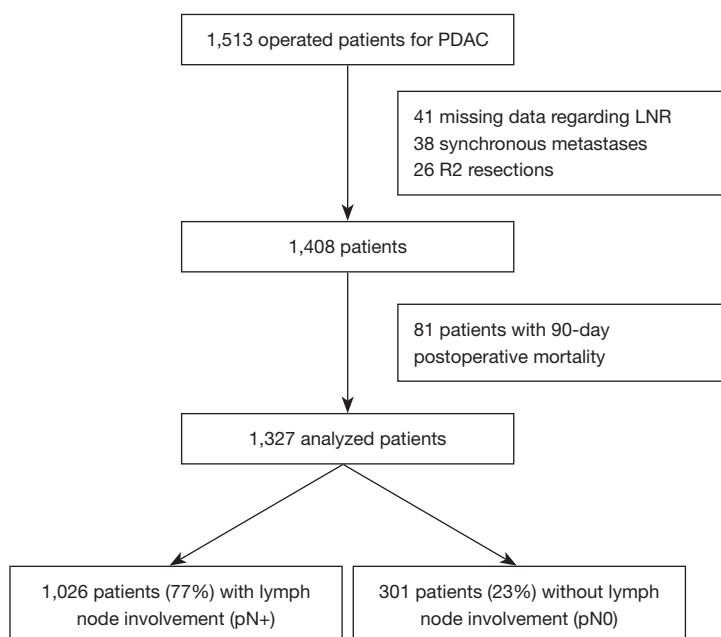 1,513 operated patients for PDAC
41 missing data regarding LNR
38 synchronous metastases
26 R2 resections
1,408 patients
81 patients with 90-day
postoperative mortality
1,327 analyzed patients
1,026 patients (77%) with lymph
node involvement (pN+)
301 patients (23%) without lymph
node involvement (pN0)